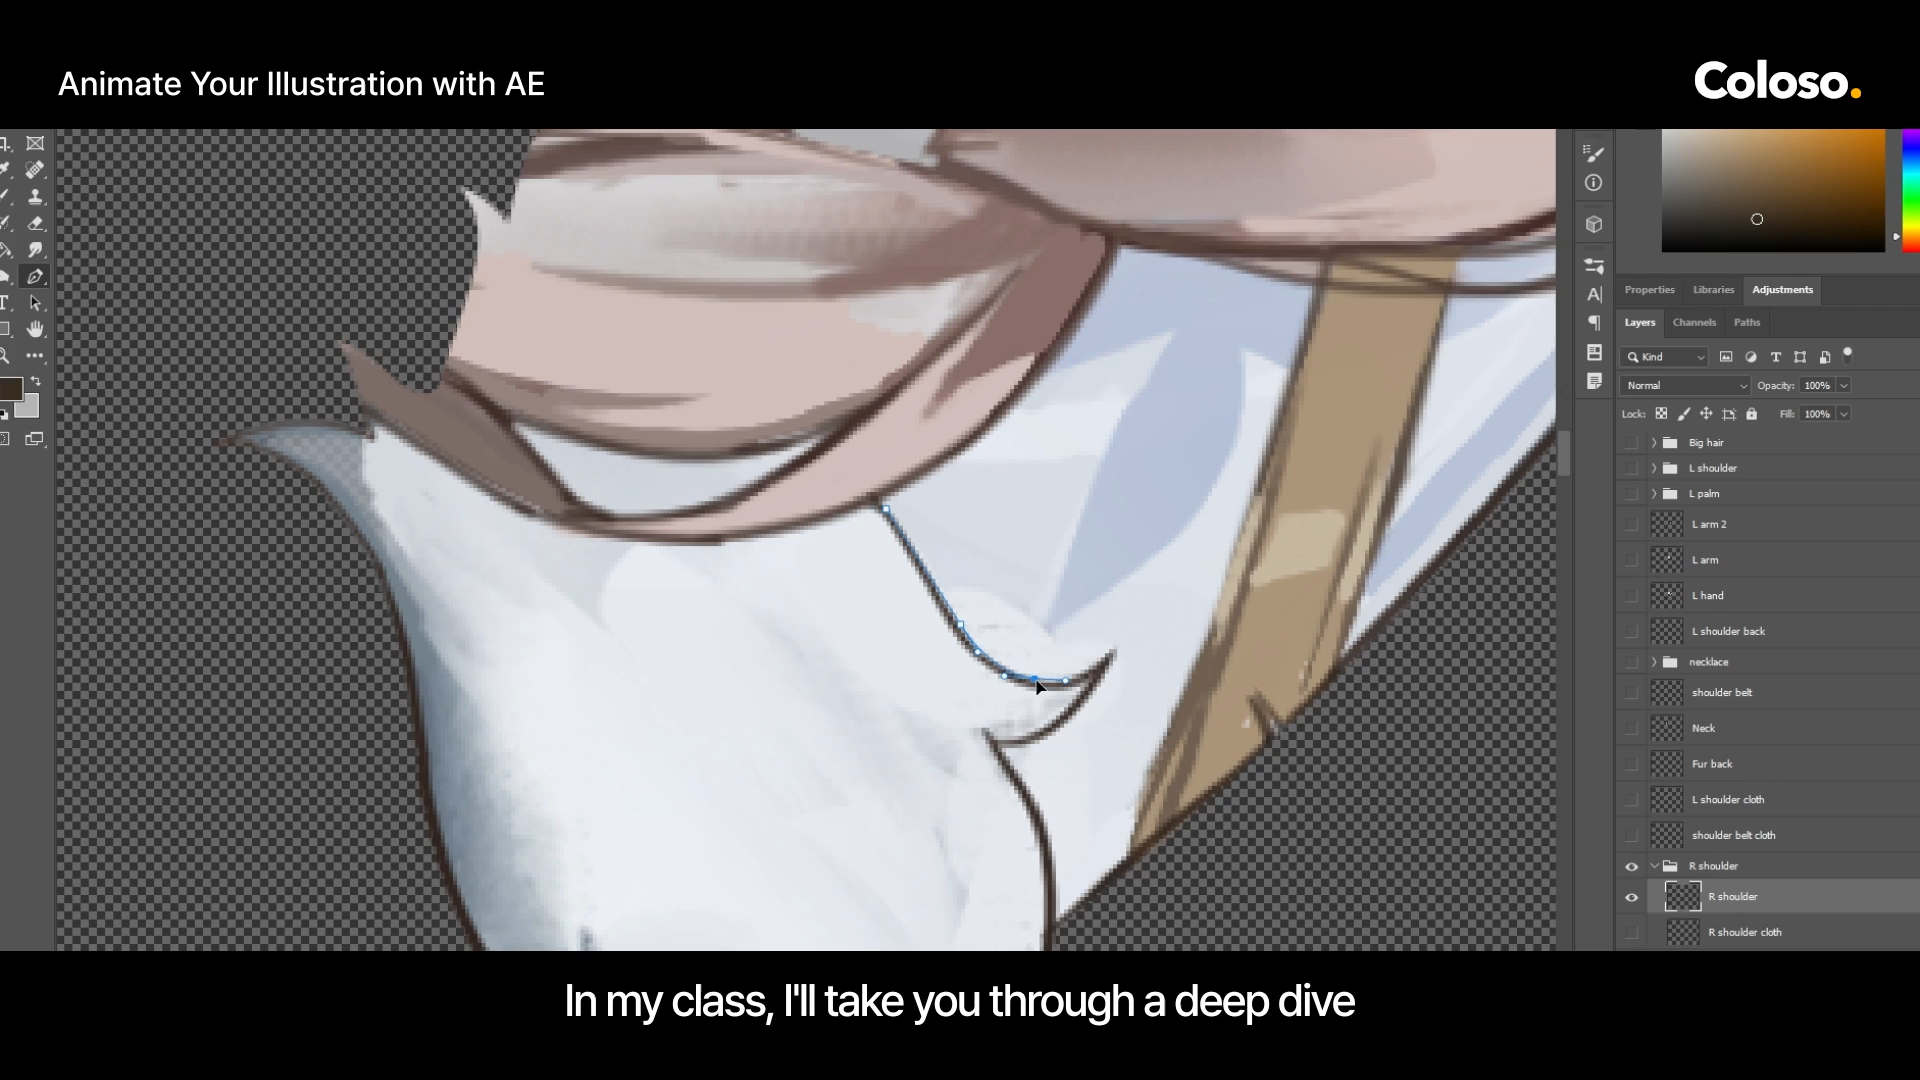 Animate Your Illustration with AE
Coloso.
Properties Libraries Adjustments
Layers Channels Paths
Kind
Normal Opacity: 100%
Lock: Fill: 100%
Big hair
L shoulder
L palm
L arm 2
L arm
L hand
L shoulder back
necklace
shoulder belt
Neck
Fur back
L shoulder cloth
shoulder belt cloth
R shoulder
R shoulder
R shoulder cloth
In my class, I'll take you through a deep dive